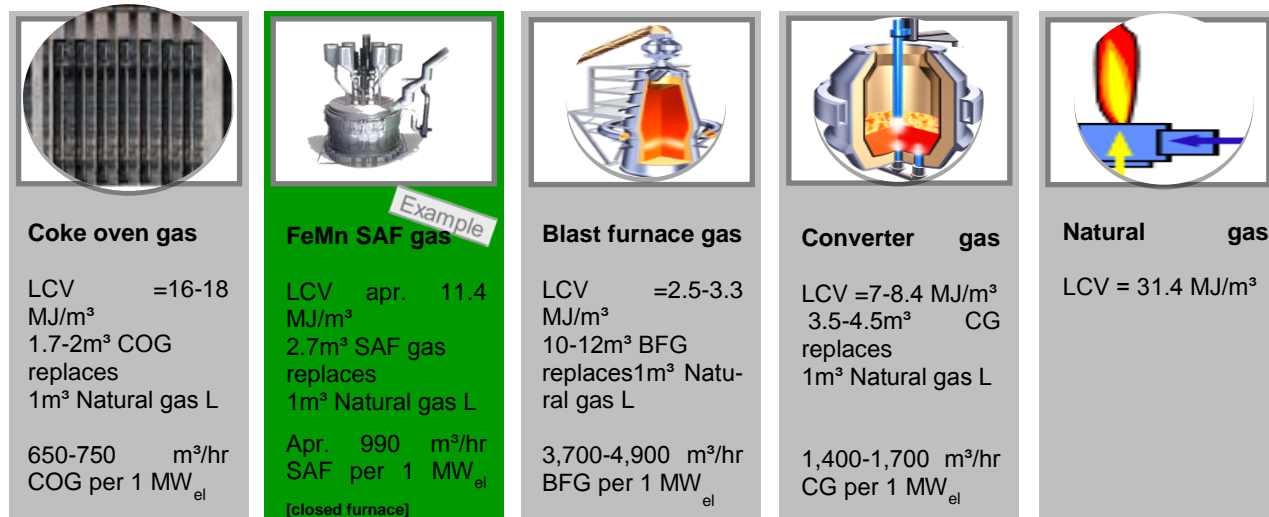 Coke oven gas
LCV =16-18
MJ/m³
1.7-2m³ COG
replaces
1m³ Natural gas L
650-750 m³/hr
COG per 1 MWel
Example
FeMn SAF gas
LCV apr. 11.4
MJ/m³
2.7m³ SAF gas
replaces
1m³ Natural gas L
Apr. 990 m³/hr
SAF per 1 MWel
[closed furnace]
Blast furnace gas
LCV =2.5-3.3
MJ/m³
10-12m³ BFG
replaces1m³ Natu-
ral gas L
3,700-4,900 m³/hr
BFG per 1 MWel
Converter gas
LCV =7-8.4 MJ/m³
3.5-4.5m³ CG
replaces
1m³ Natural gas L
1,400-1,700 m³/hr
CG per 1 MWel
Natural gas
LCV = 31.4 MJ/m³